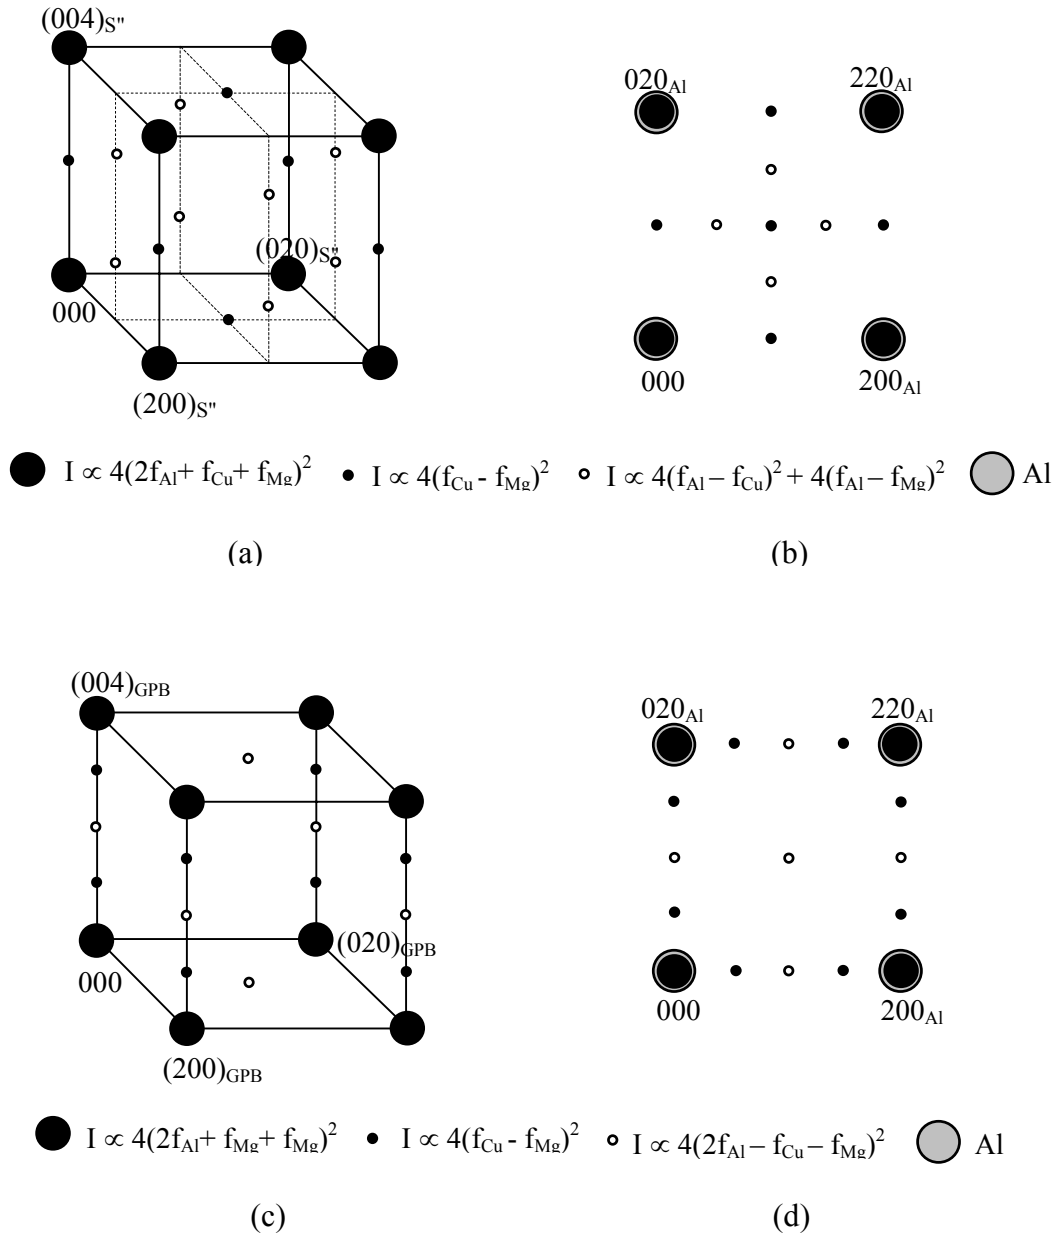 (004)S"
020Al 220Al
(020)S"
000
(200)S"
000 200Al
I ∝ 4(2fAl+ fCu+ fMg)² I ∝ 4(fCu - fMg)² I ∝ 4(fAl – fCu)² + 4(fAl – fMg)² Al
(a) (b)
(004)GPB
020Al 220Al
(020)GPB
000
(200)GPB
000 200Al
I ∝ 4(2fAl+ fMg+ fMg)² I ∝ 4(fCu - fMg)² I ∝ 4(2fAl – fCu – fMg)² Al
(c) (d)